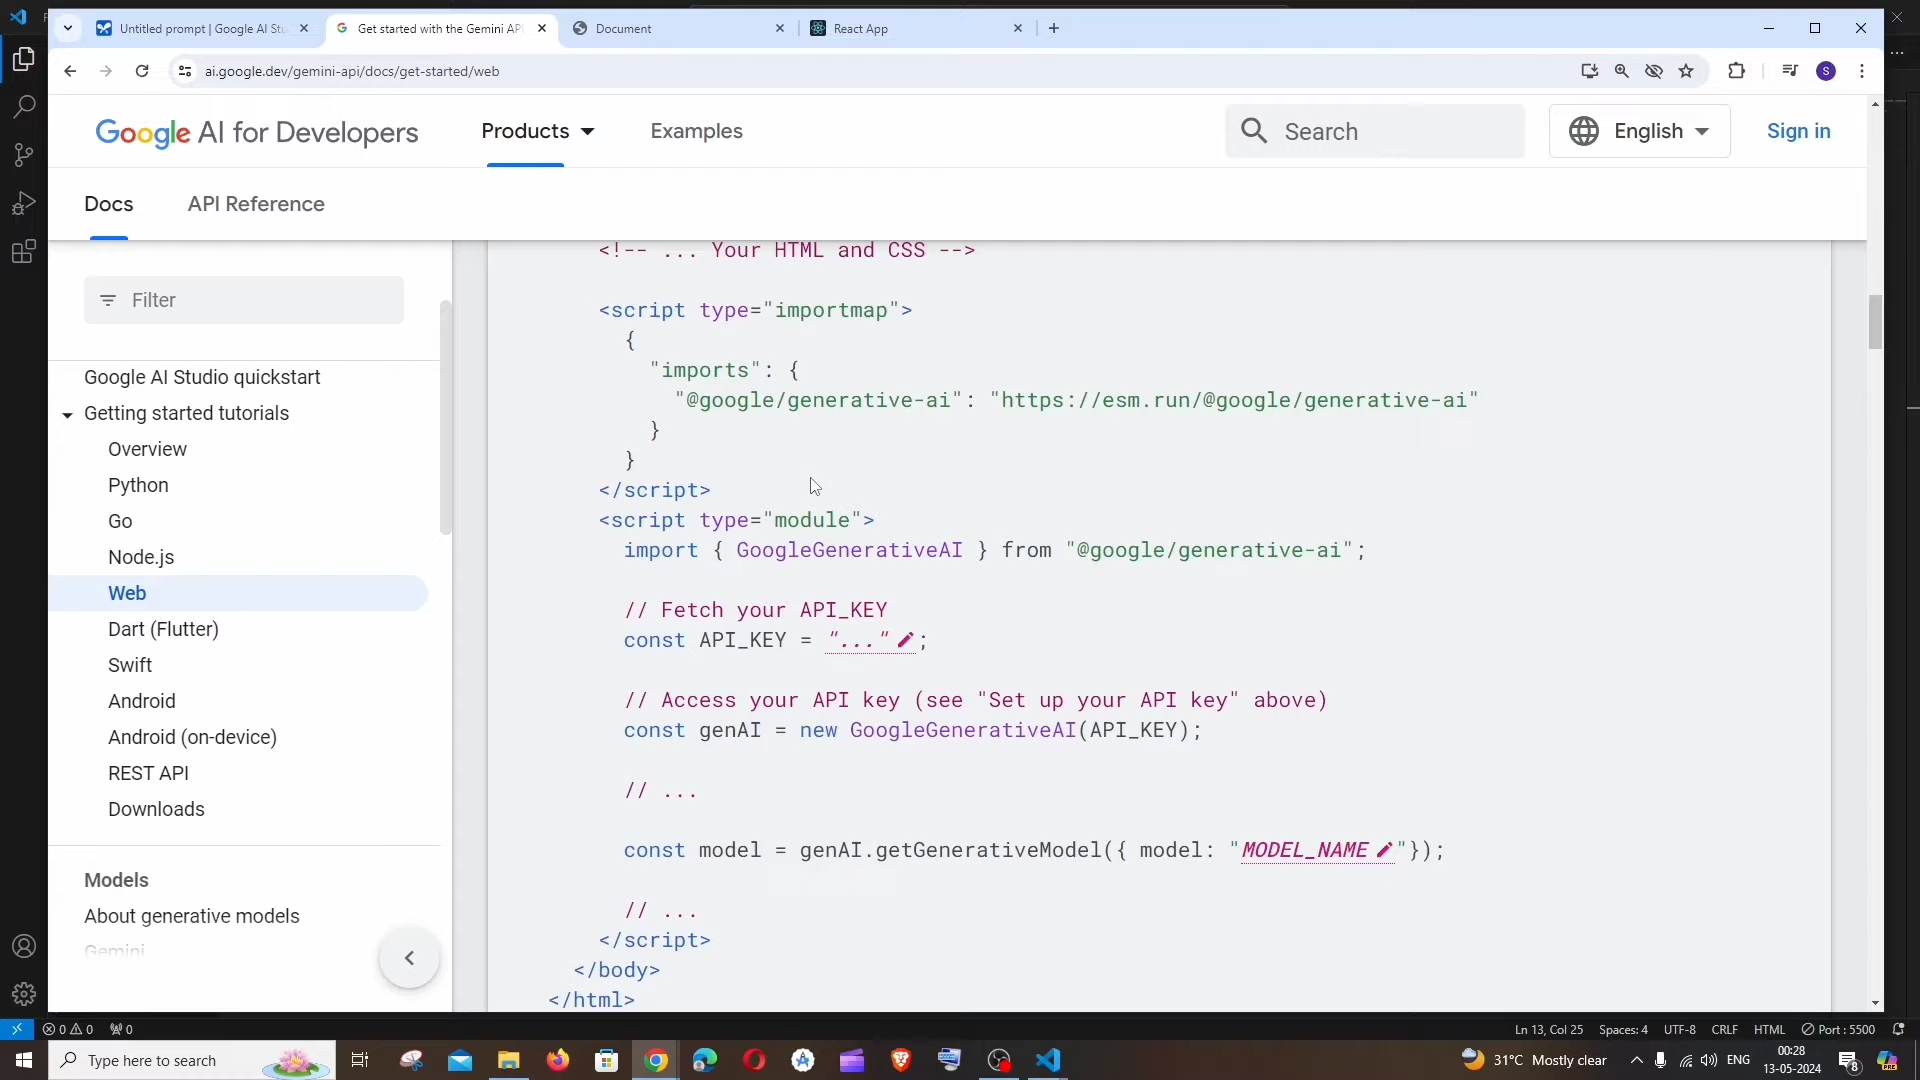 Untitled prompt | Google AI Stu
Get started with the Gemini API
Document
React App
ai.google.dev/gemini-api/docs/get-started/web
S
Google AI for Developers
Products
Examples
Search
English
Sign in
Docs
API Reference
Filter
Google AI Studio quickstart
Getting started tutorials
Overview
Python
Go
Node.js
Web
Dart (Flutter)
Swift
Android
Android (on-device)
REST API
Downloads
Models
About generative models
Gemini
<!-- ... Your HTML and CSS -->
<script type="importmap">
{
"imports": {
"@google/generative-ai": "https://esm.run/@google/generative-ai"
}
}
</script>
<script type="module">
import { GoogleGenerativeAI } from "@google/generative-ai";
// Fetch your API_KEY
const API_KEY = "...";
// Access your API key (see "Set up your API key" above)
const genAI = new GoogleGenerativeAI(API_KEY);
// ...
const model = genAI.getGenerativeModel({ model: "MODEL_NAME"});
// ...
</script>
</body>
</html>
0 0 0
Ln 13, Col 25 Spaces: 4 UTF-8 CRLF HTML Port : 5500
Type here to search
31°C Mostly clear
ENG
00:28
13-05-2024
8
PRE